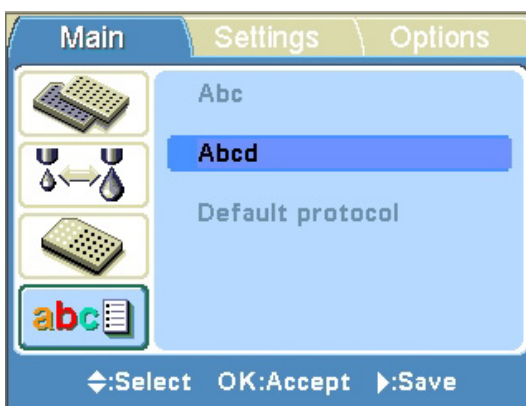 Main Settings Options
Abc
Abcd
Default protocol
abc
:Select OK:Accept :Save